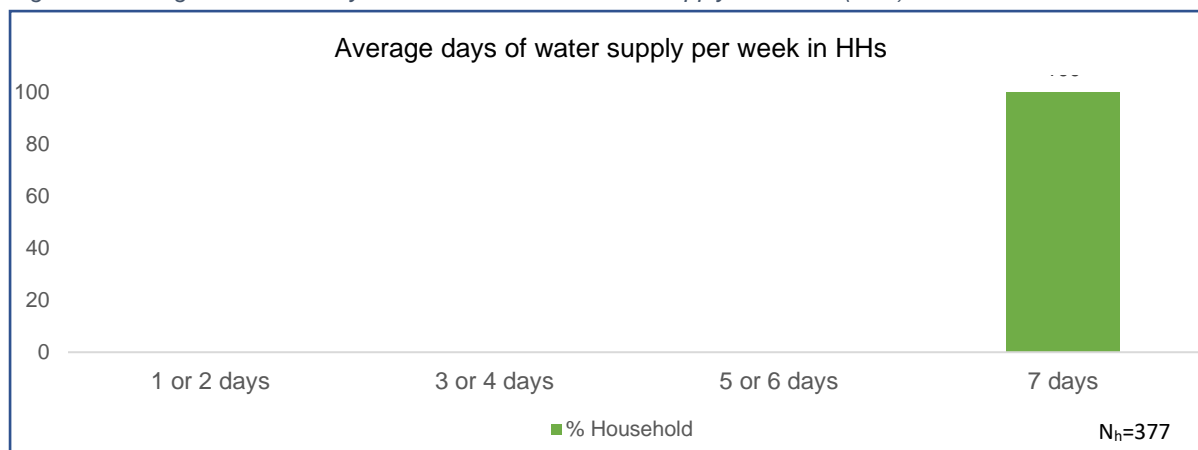 Average days of water supply per week in HHs
100
80
60
40
20
0
1 or 2 days
3 or 4 days
5 or 6 days
7 days
% Household
Nₕ=377